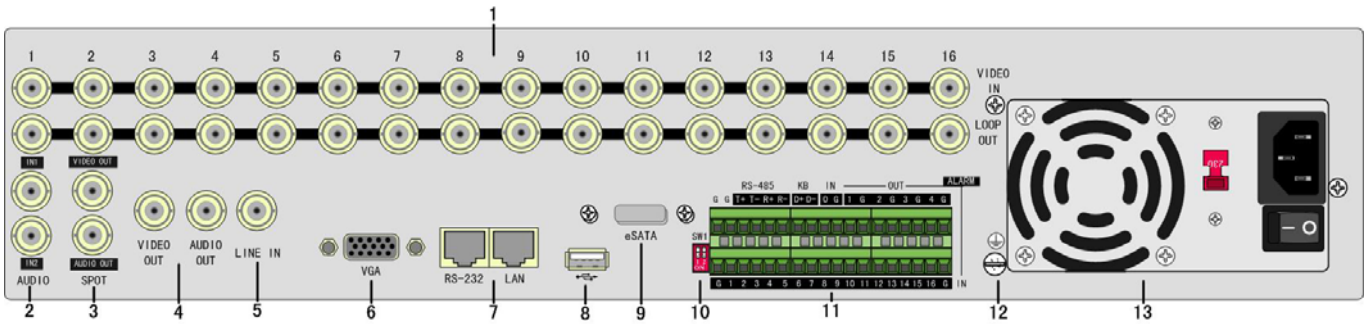 1
1 2 3 4 5 6 7 8 9 10 11 12 13 14 15 16
VIDEO
IN
LOOP
OUT
IN1 VIDEO OUT
230
IN2 AUDIO OUT
AUDIO SPOT
VIDEO
OUT
AUDIO
OUT
LINE IN
VGA
RS-232 LAN
eSATA
SW1
1 2
ON
RS-485 KB IN OUT ALARM
G G T+ T- R+ R- D+ D- O G 1 G 2 G 3 G 4 G
G 1 2 3 4 5 6 7 8 9 10 11 12 13 14 15 16 G IN
2 3 4 5 6 7 8 9 10 11 12 13